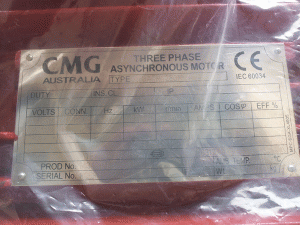 CMG
AUSTRALIA
THREE PHASE
ASYNCHRONOUS MOTOR
CE
IEC 60034
TYPE
DUTY INS.CL IP
VOLTS CONN Hz kW r/min AMPS COSΦ EFF %
PROD No.
SERIAL No.
TEMP.